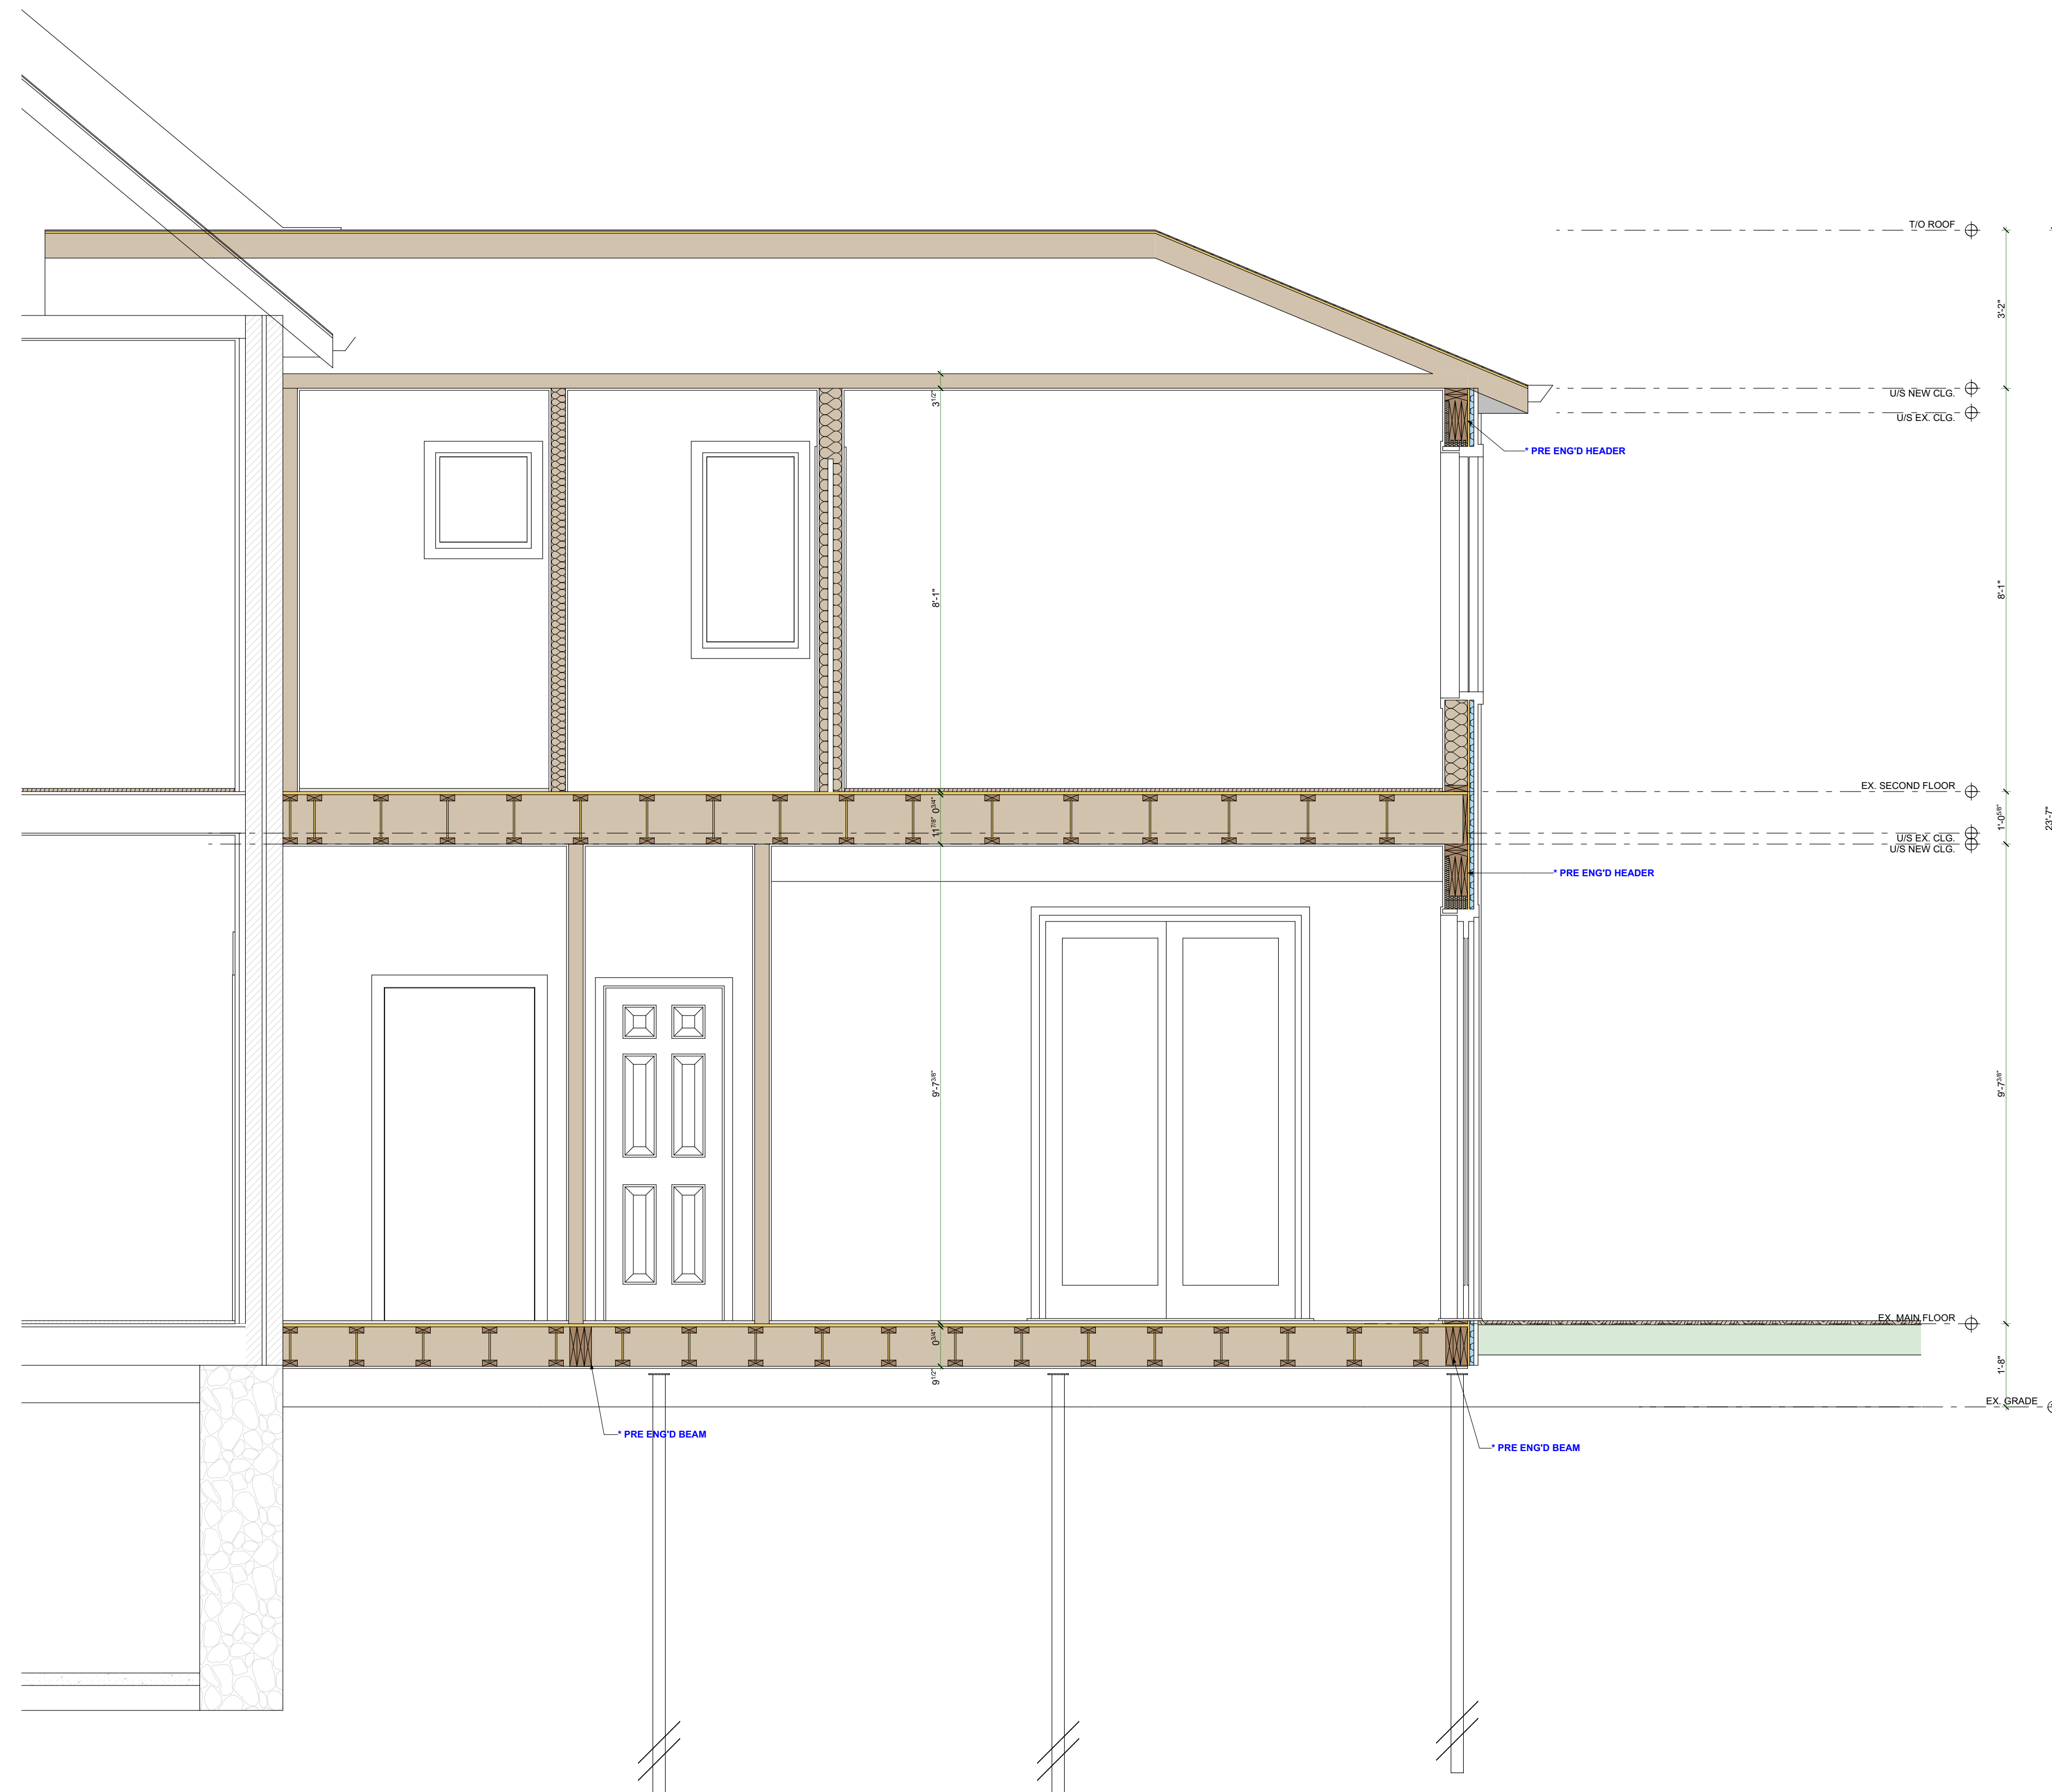 T/O ROOF
3'-2"
U/S NEW CLG.
3 1/2"
U/S EX. CLG.
* PRE ENG'D HEADER
8'-1"
8'-1"
EX. SECOND FLOOR
0 3/4"
11 7/8"
1'-0 5/8"
23'-7"
U/S EX. CLG.
U/S NEW CLG.
* PRE ENG'D HEADER
9'-7 3/8"
9'-7 3/8"
EX. MAIN FLOOR
0 3/4"
9 1/2"
1'-8"
EX. GRADE
* PRE ENG'D BEAM
* PRE ENG'D BEAM